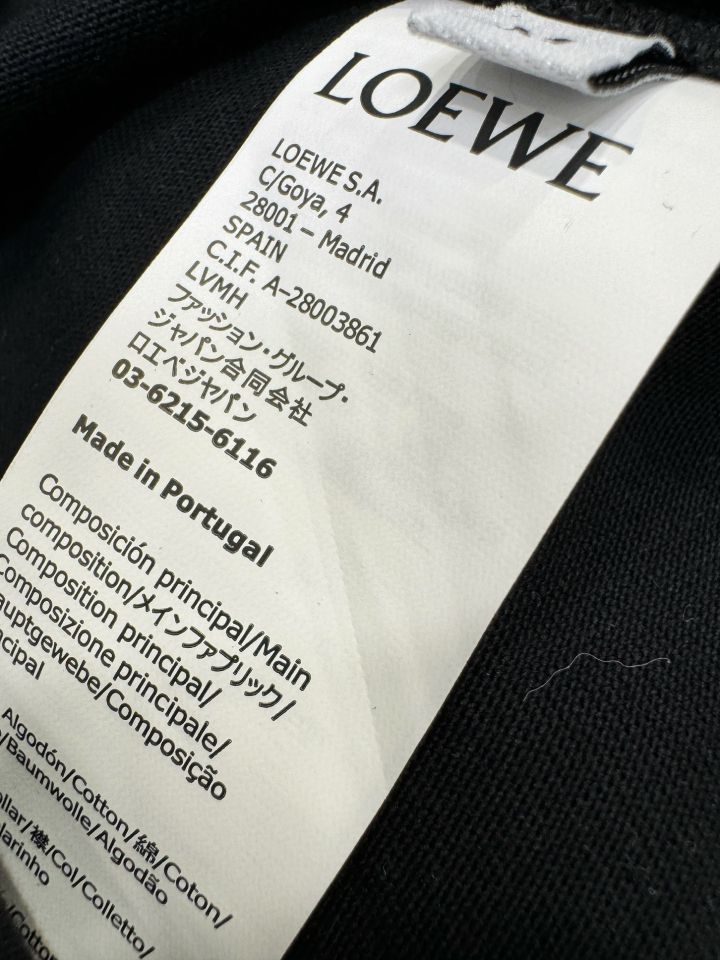 LOEWE
LOEWE S.A.
C/Goya, 4
28001 – Madrid
SPAIN
C.I.F. A-28003861
LVMH
ファッション・グループ・
ジャパン合同会社
ロエベジャパン
03-6215-6116
Made in Portugal
Composición principal/Main
composition/メインファブリック/
Composition principal/
Composizione principale/
Hauptgewebe/Composição
principal
Algodón/Cotton/綿/Coton/
/Baumwolle/Algodão
/襟/Col/Colletto/